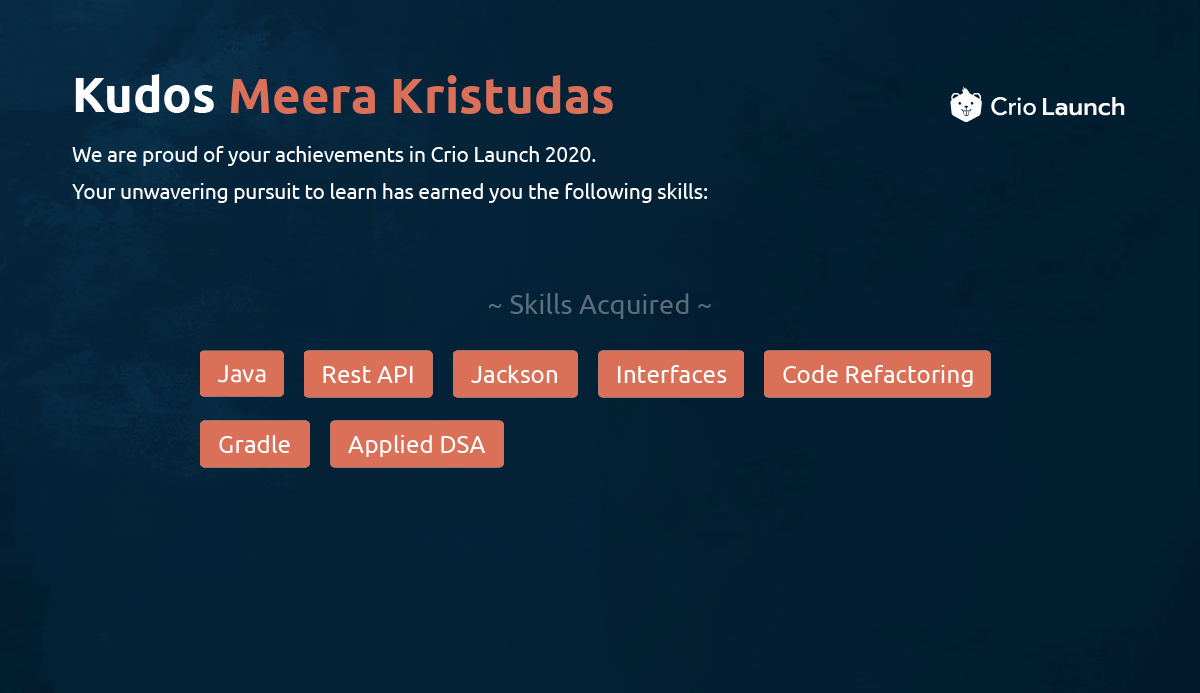 Kudos Meera Kristudas
Crio Launch
We are proud of your achievements in Crio Launch 2020.
Your unwavering pursuit to learn has earned you the following skills:
~ Skills Acquired ~
Java Rest API Jackson Interfaces Code Refactoring
Gradle Applied DSA